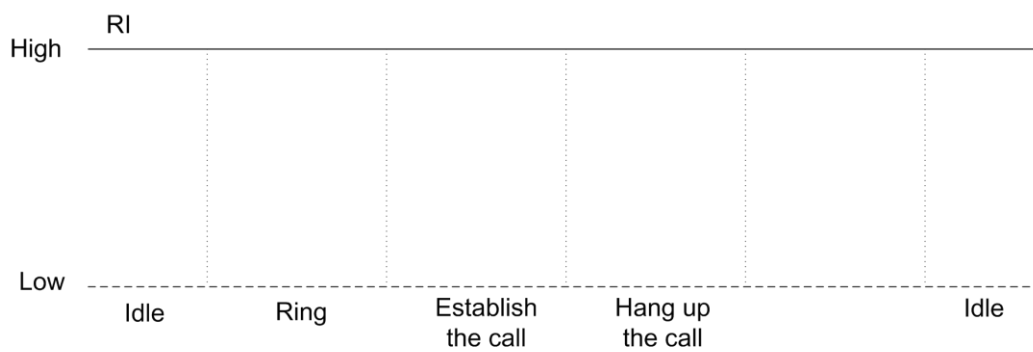 RI
High
Low
Idle
Ring
Establish
the call
Hang up
the call
Idle